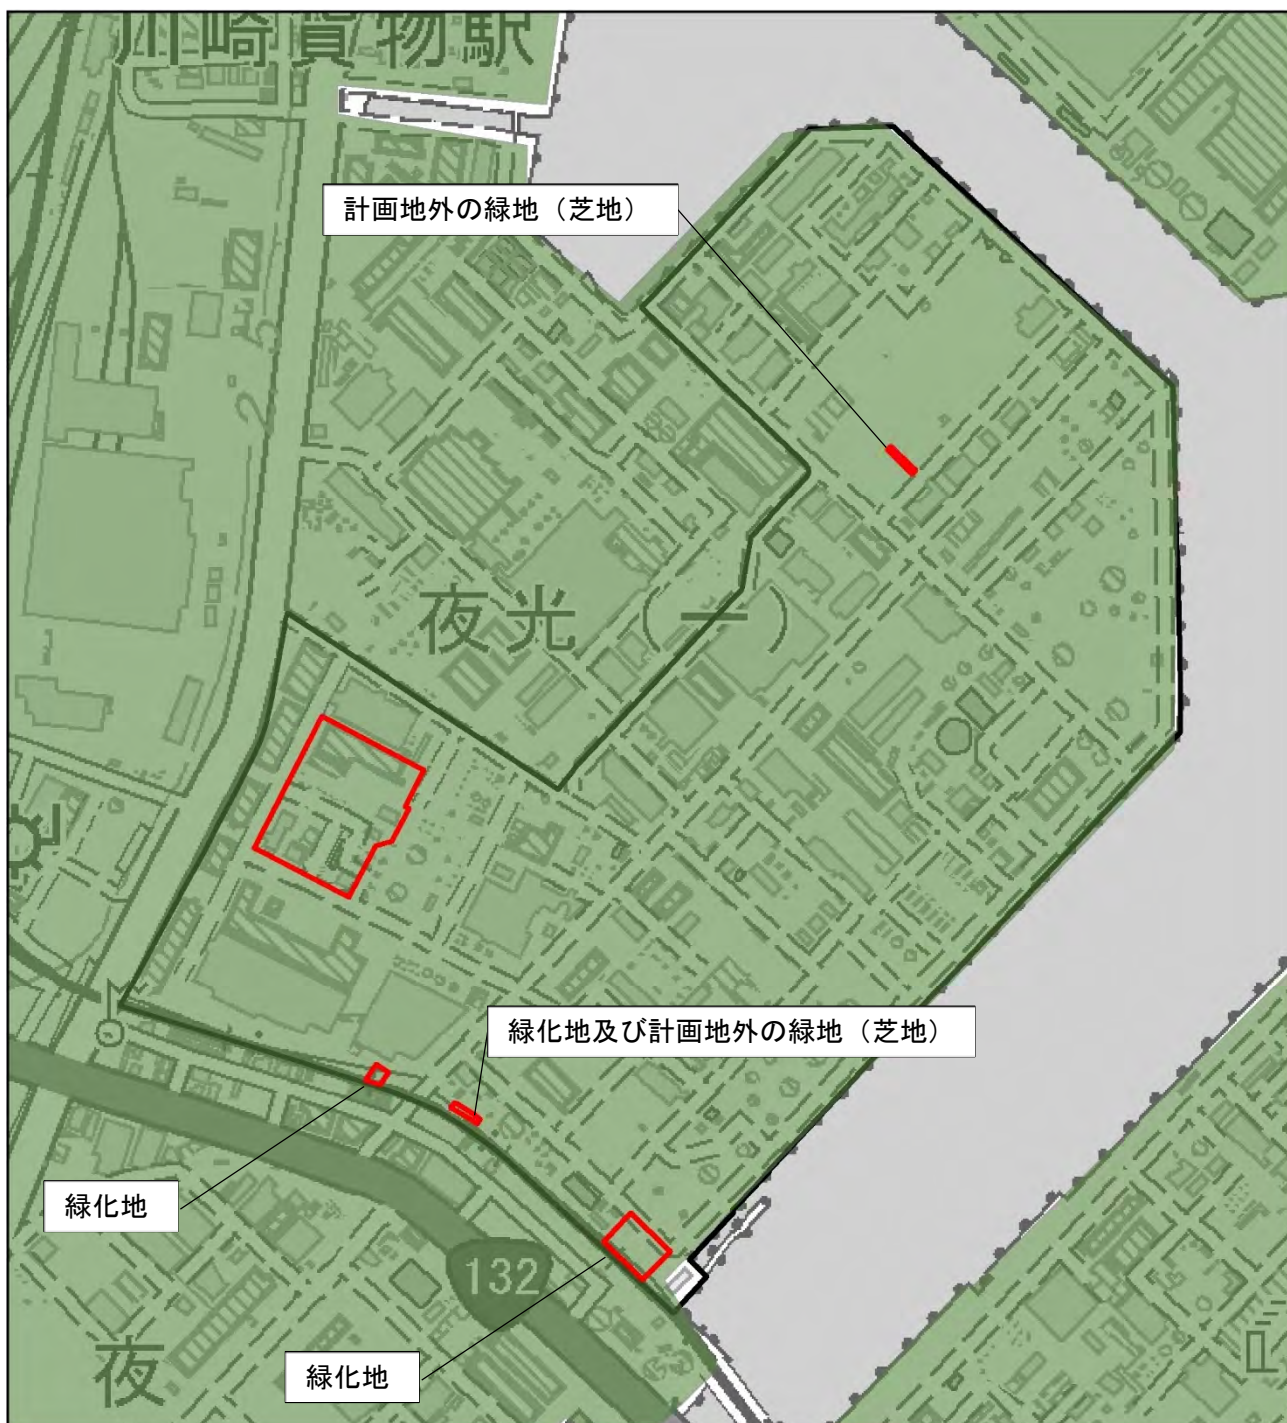 川崎貨物駅
計画地外の緑地（芝地）
夜光（一）
緑化地及び計画地外の緑地（芝地）
緑化地
132
緑化地
夜